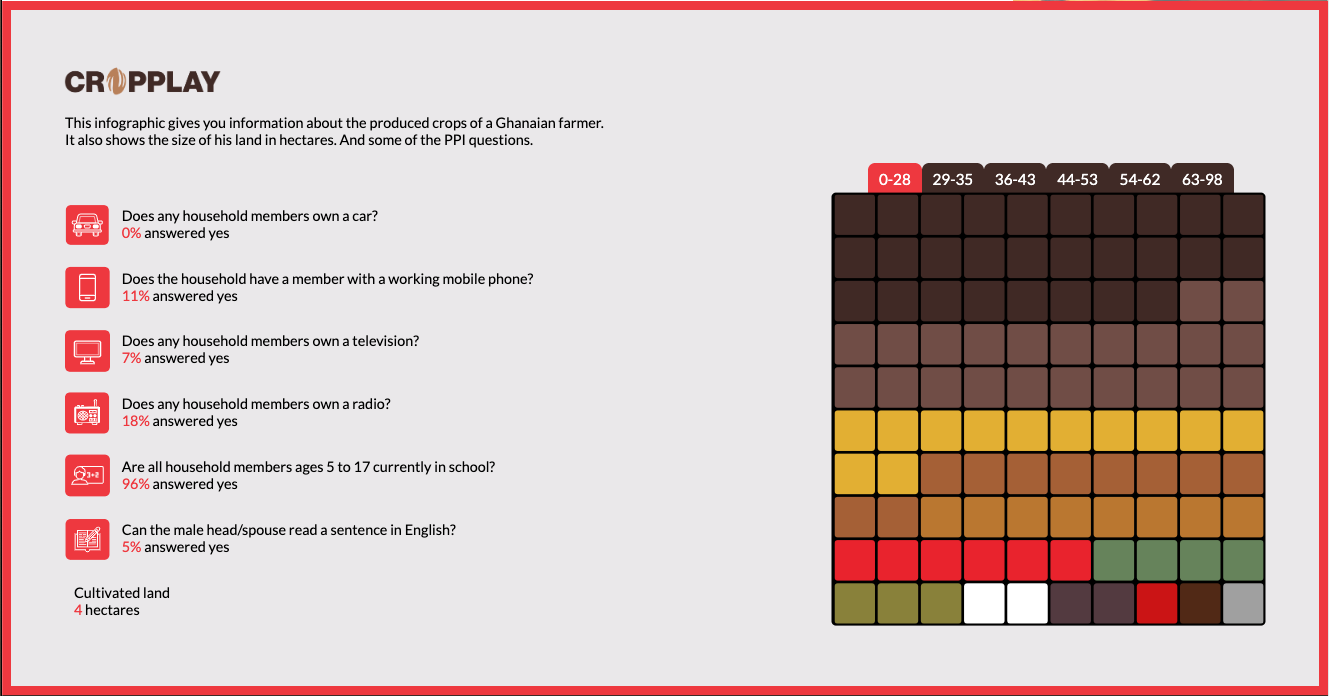 CROPPLAY
This infographic gives you information about the produced crops of a Ghanaian farmer.
It also shows the size of his land in hectares. And some of the PPI questions.
0-28 29-35 36-43 44-53 54-62 63-98
Does any household members own a car?
0% answered yes
Does the household have a member with a working mobile phone?
11% answered yes
Does any household members own a television?
7% answered yes
Does any household members own a radio?
18% answered yes
1+2
Are all household members ages 5 to 17 currently in school?
96% answered yes
Can the male head/spouse read a sentence in English?
5% answered yes
Cultivated land
4 hectares